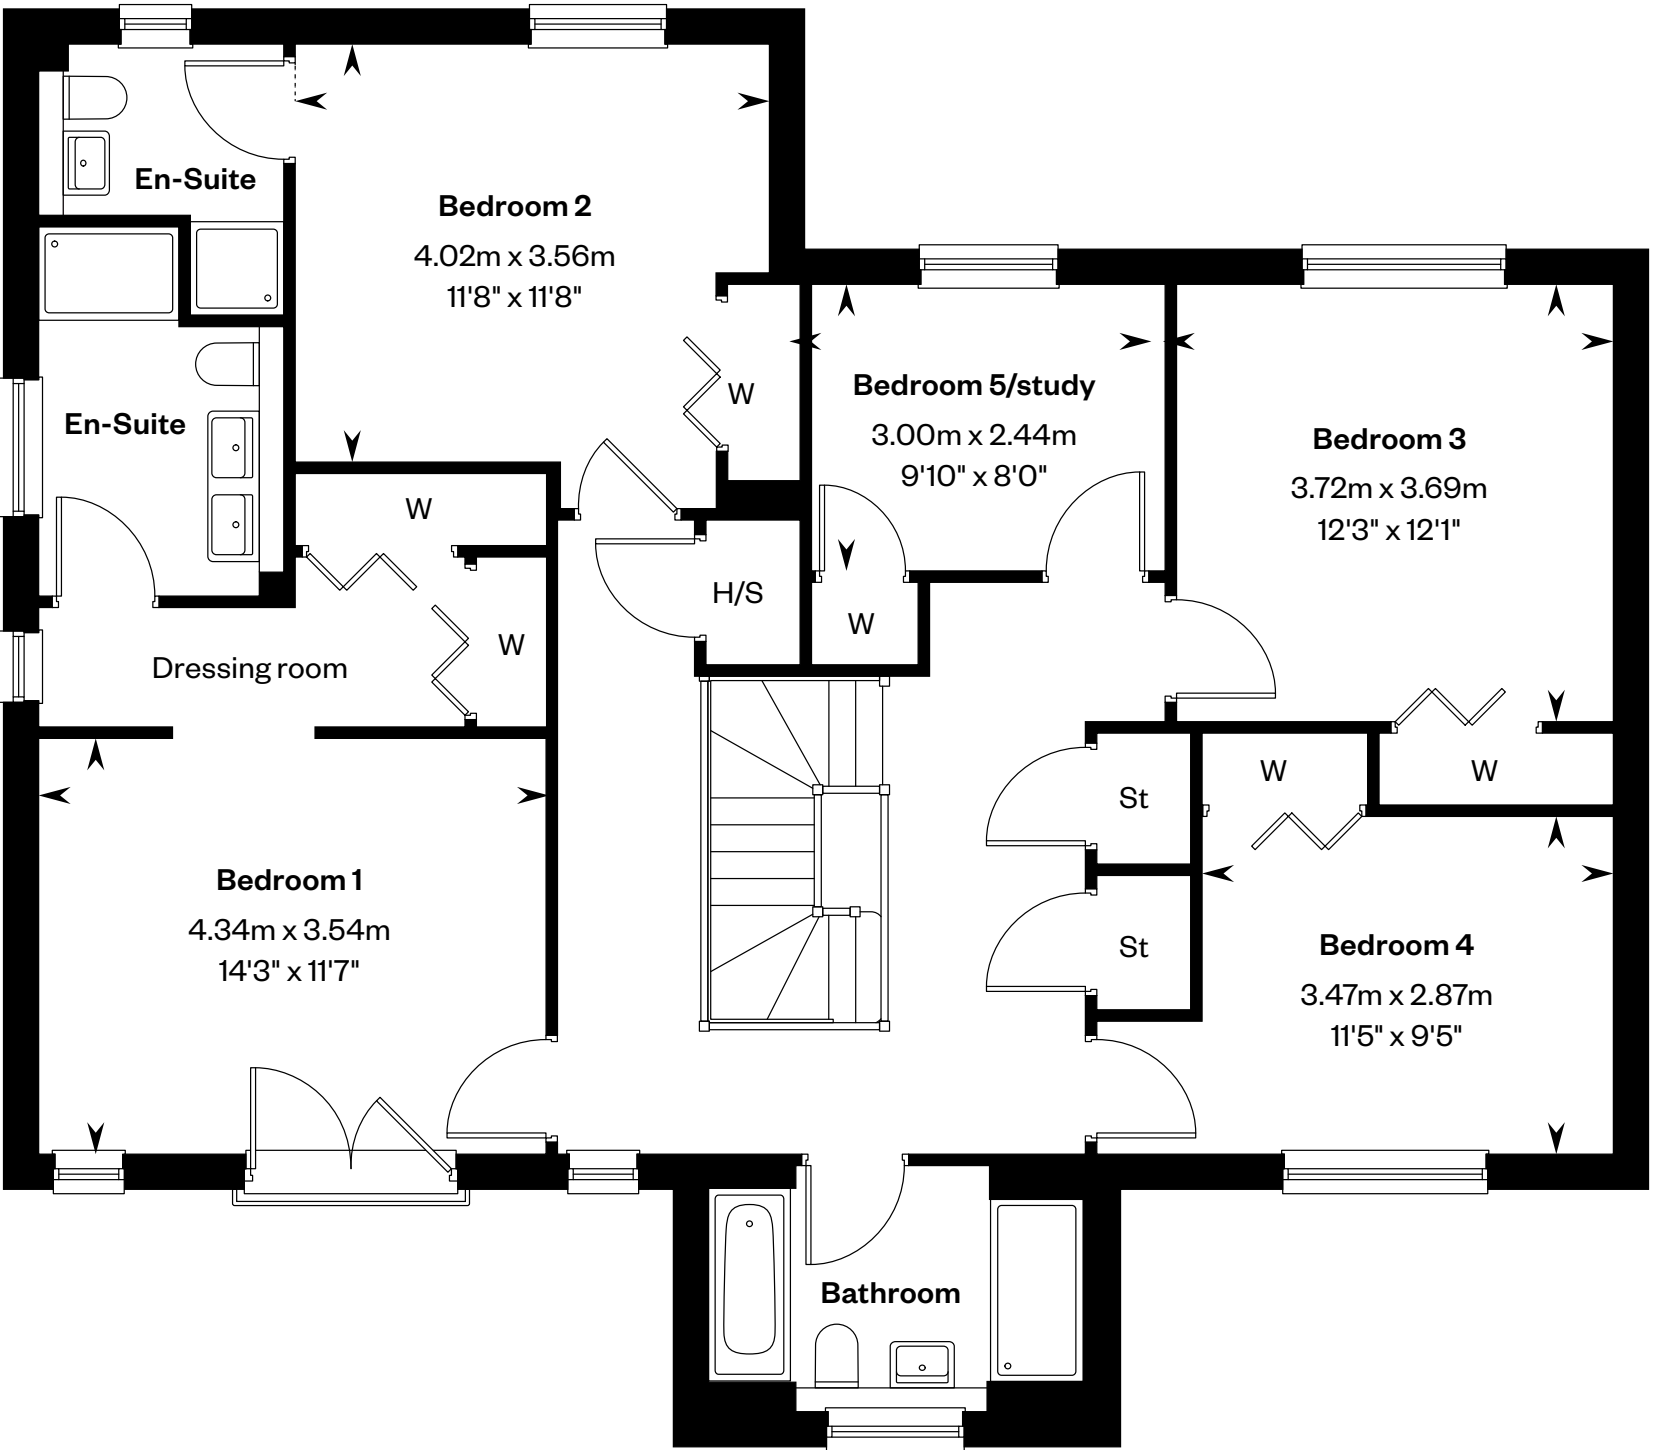 En-Suite
Bedroom 2
4.02m x 3.56m
11'8" x 11'8"
W
Bedroom 5/study
3.00m x 2.44m
9'10" x 8'0"
W
Bedroom 3
3.72m x 3.69m
12'3" x 12'1"
W
En-Suite
W
W
H/S
Dressing room
Bedroom 1
4.34m x 3.54m
14'3" x 11'7"
St
St
W
Bedroom 4
3.47m x 2.87m
11'5" x 9'5"
Bathroom